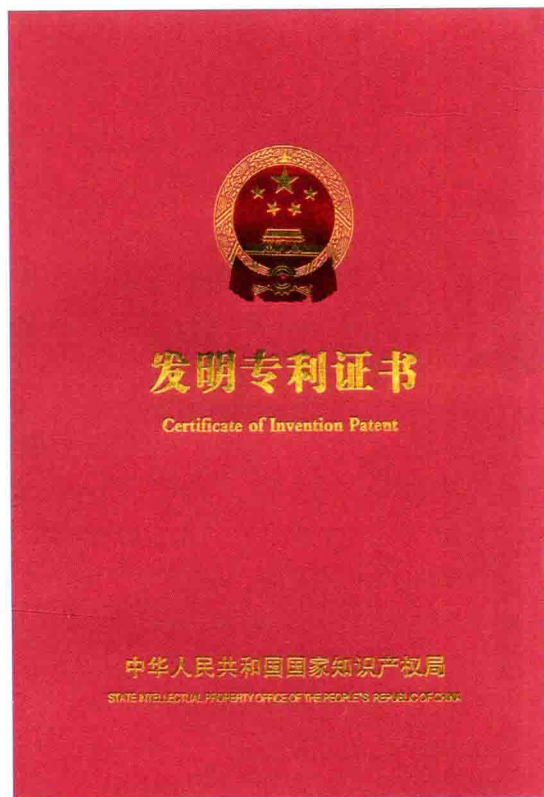 发明专利证书
Certificate of Invention Patent
中华人民共和国国家知识产权局
STATE INTELLECTUAL PROPERTY OFFICE OF THE PEOPLE'S REPUBLIC OF CHINA